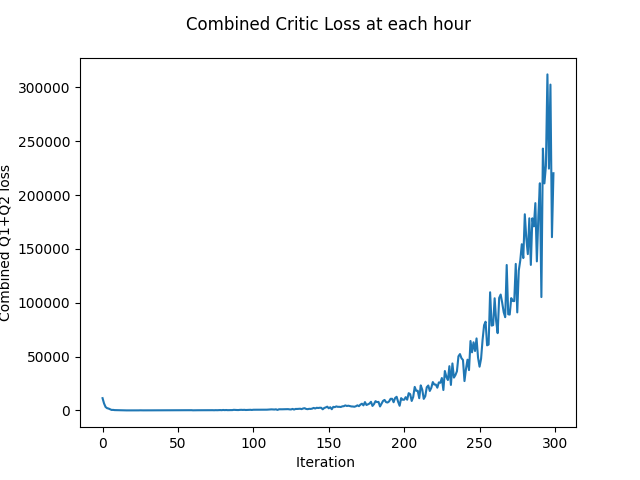 Combined Critic Loss at each hour
300000
250000
200000
150000
100000
50000
0
Combined Q1+Q2 loss
0 50 100 150 200 250 300
Iteration